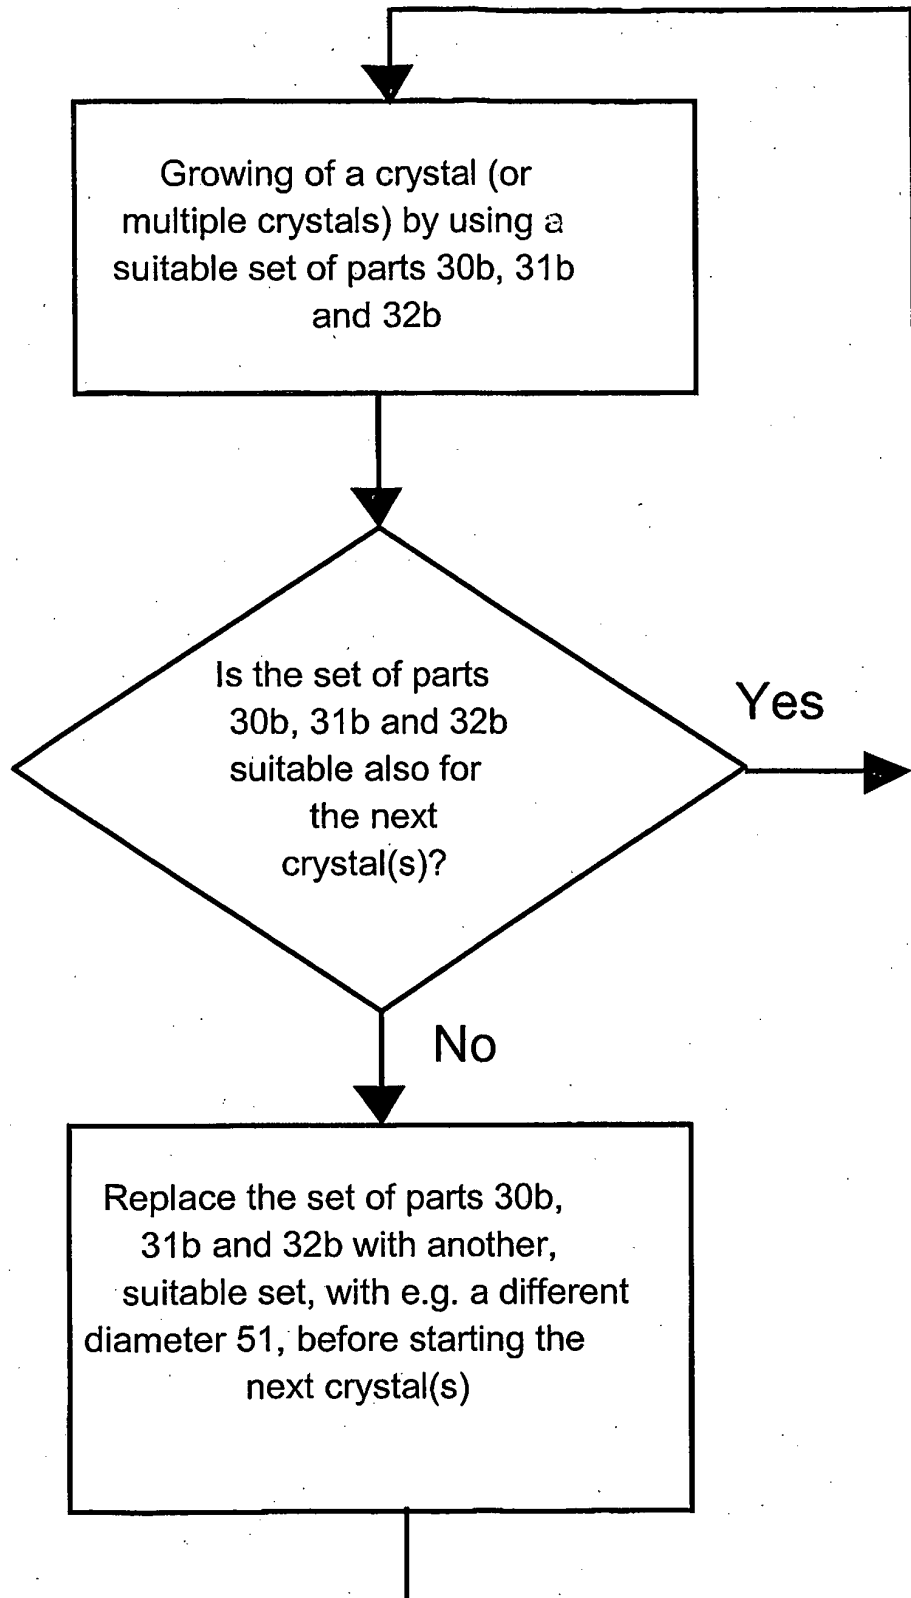 Growing of a crystal (or
multiple crystals) by using a
suitable set of parts 30b, 31b
and 32b
Is the set of parts
30b, 31b and 32b
suitable also for
the next
crystal(s)?
Yes
No
Replace the set of parts 30b,
31b and 32b with another,
suitable set, with e.g. a different
diameter 51, before starting the
next crystal(s)